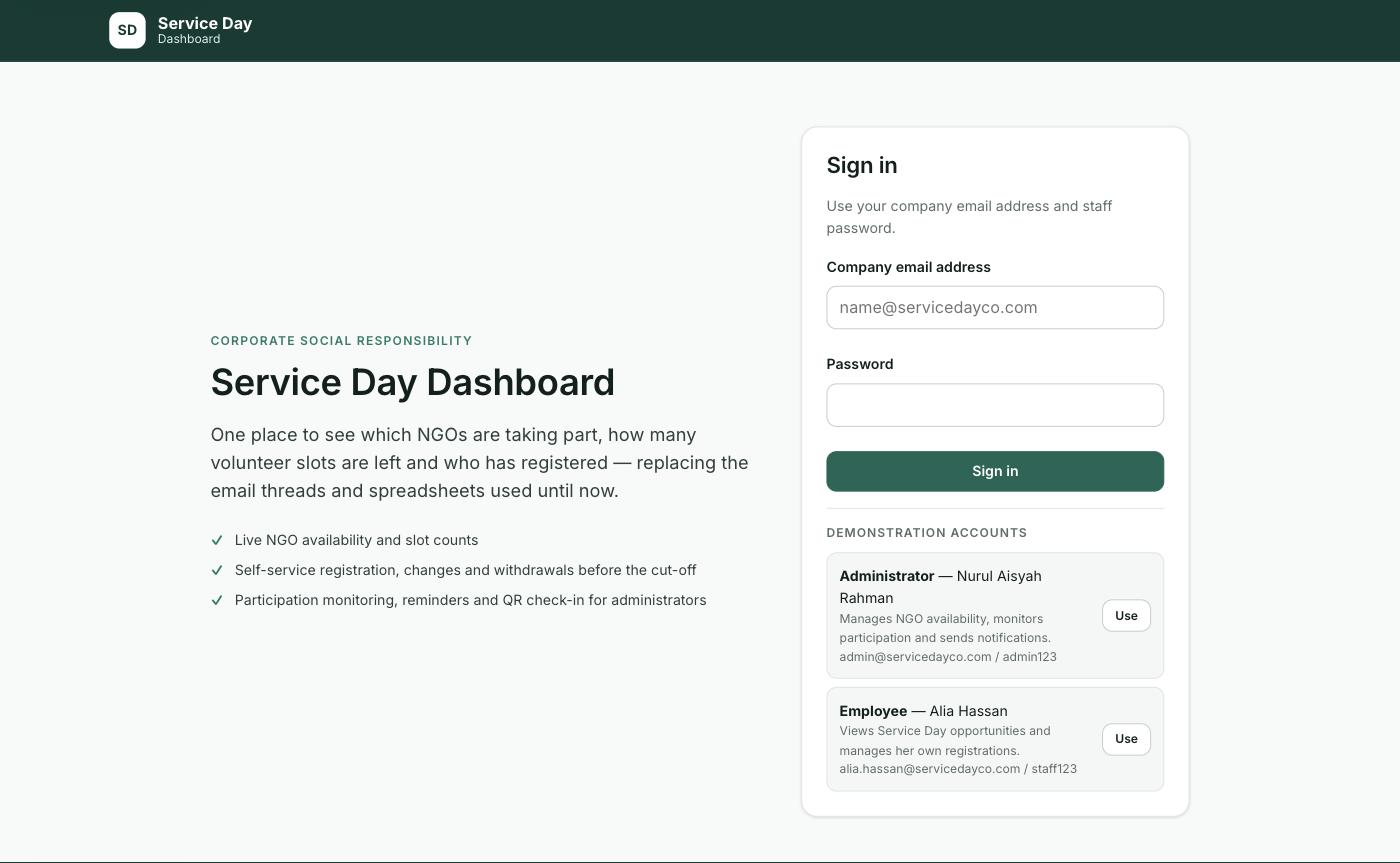 SD
Service Day
Dashboard
CORPORATE SOCIAL RESPONSIBILITY
Service Day Dashboard
One place to see which NGOs are taking part, how many
volunteer slots are left and who has registered — replacing the
email threads and spreadsheets used until now.
Live NGO availability and slot counts
Self-service registration, changes and withdrawals before the cut-off
Participation monitoring, reminders and QR check-in for administrators
Sign in
Use your company email address and staff
password.
Company email address
name@servicedayco.com
Password
Sign in
DEMONSTRATION ACCOUNTS
Administrator — Nurul Aisyah
Rahman
Manages NGO availability, monitors
participation and sends notifications.
admin@servicedayco.com / admin123
Use
Employee — Alia Hassan
Views Service Day opportunities and
manages her own registrations.
alia.hassan@servicedayco.com / staff123
Use